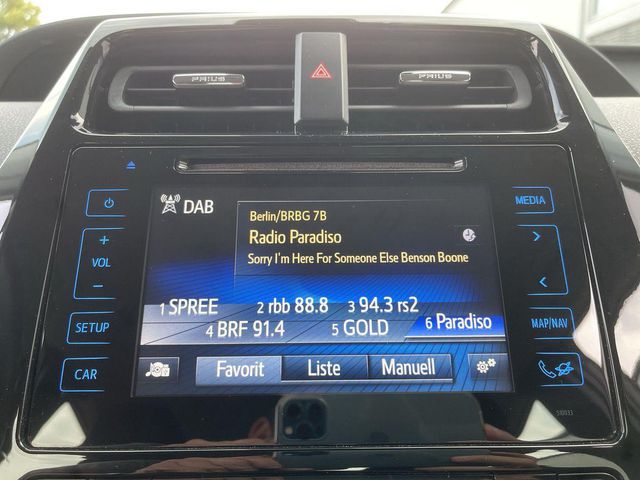 PRIUS
PRIUS
DAB
Berlin/BRBG 7B
Radio Paradiso
Sorry I'm Here For Someone Else Benson Boone
1 SPREE 2 rbb 88.8 3 94.3 rs2
4 BRF 91.4 5 GOLD 6 Paradiso
Favorit Liste Manuell
+
VOL
-
SETUP
CAR
MEDIA
>
<
MAP/NAV